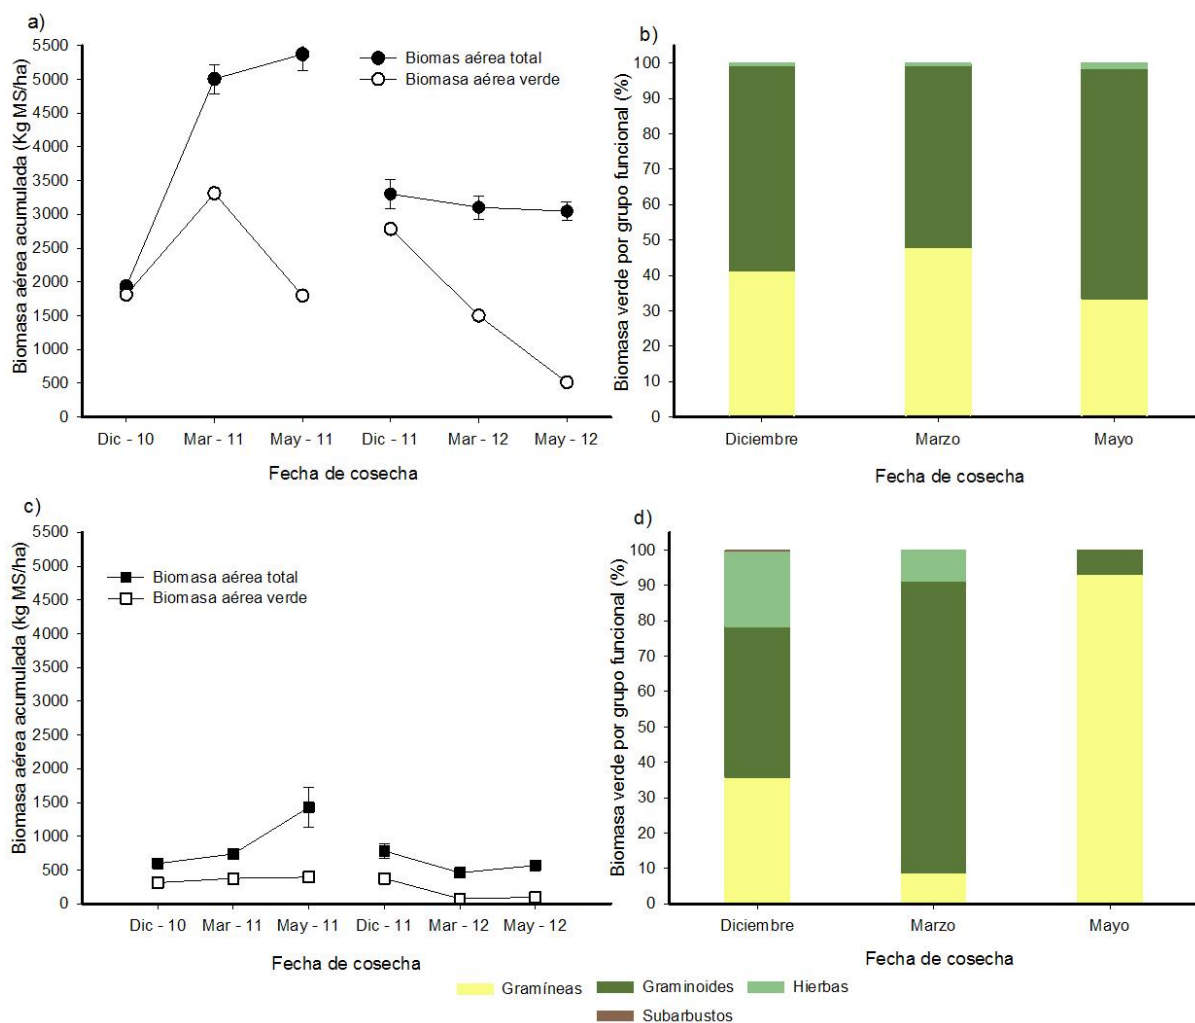 a)
Biomasa aérea acumulada (Kg MS/ha)
5500
5000
4500
4000
3500
3000
2500
2000
1500
1000
500
0
Biomas aérea total
Biomasa aérea verde
Dic - 10 Mar - 11 May - 11 Dic - 11 Mar - 12 May - 12
Fecha de cosecha
b)
Biomasa verde por grupo funcional (%)
100
90
80
70
60
50
40
30
20
10
0
Diciembre Marzo Mayo
Fecha de cosecha
c)
Biomasa aérea acumulada (kg MS/ha)
5500
5000
4500
4000
3500
3000
2500
2000
1500
1000
500
0
Biomasa aérea total
Biomasa aérea verde
Dic - 10 Mar - 11 May - 11 Dic - 11 Mar - 12 May - 12
Fecha de cosecha
d)
Biomasa verde por grupo funcional (%)
100
90
80
70
60
50
40
30
20
10
0
Diciembre Marzo Mayo
Fecha de cosecha
Gramíneas Graminoides Hierbas
Subarbustos